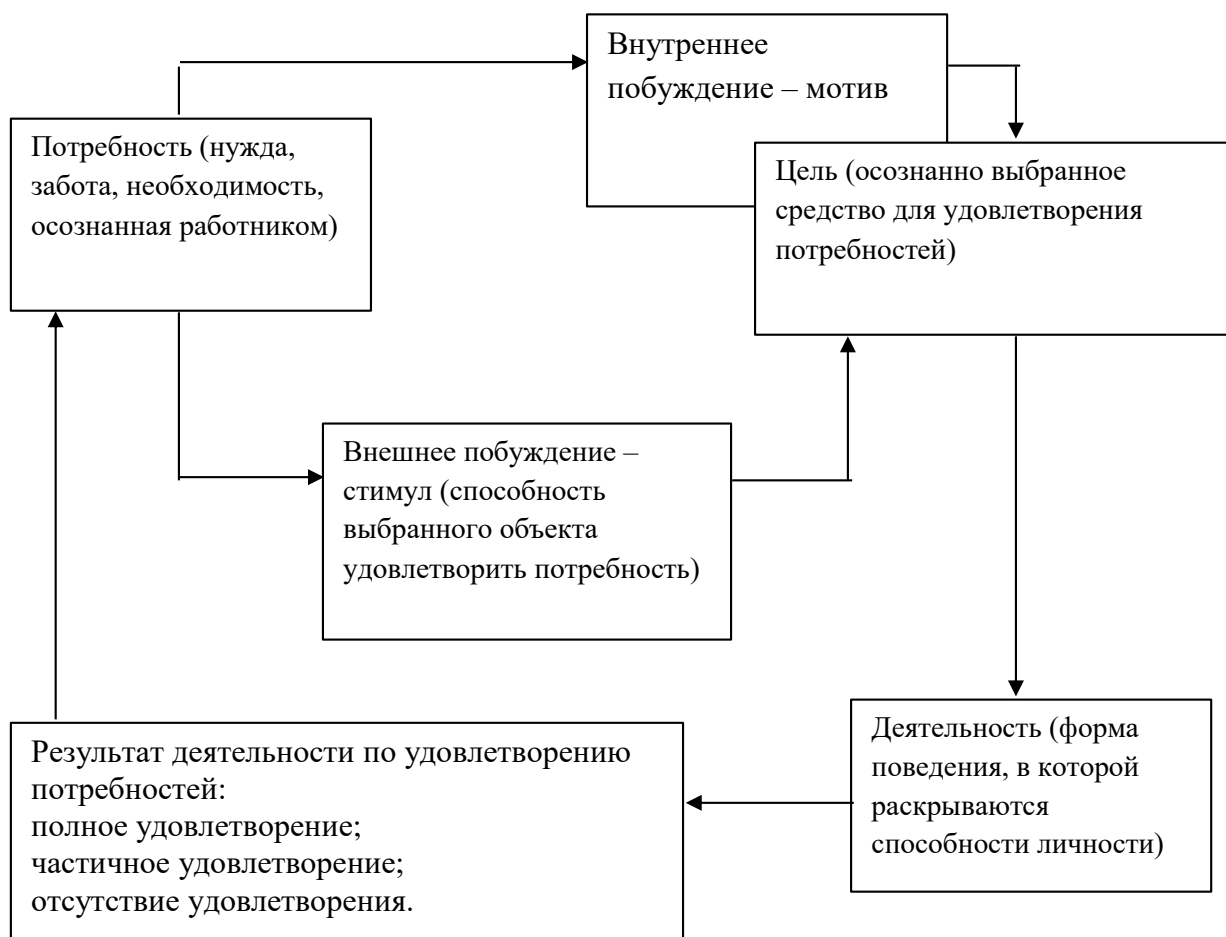 Внутреннее
побуждение – мотив
Потребность (нужда,
забота, необходимость,
осознанная работником)
Цель (осознанно выбранное
средство для удовлетворения
потребностей)
Внешнее побуждение –
стимул (способность
выбранного объекта
удовлетворить потребность)
Деятельность (форма
поведения, в которой
раскрываются
способности личности)
Результат деятельности по удовлетворению
потребностей:
полное удовлетворение;
частичное удовлетворение;
отсутствие удовлетворения.